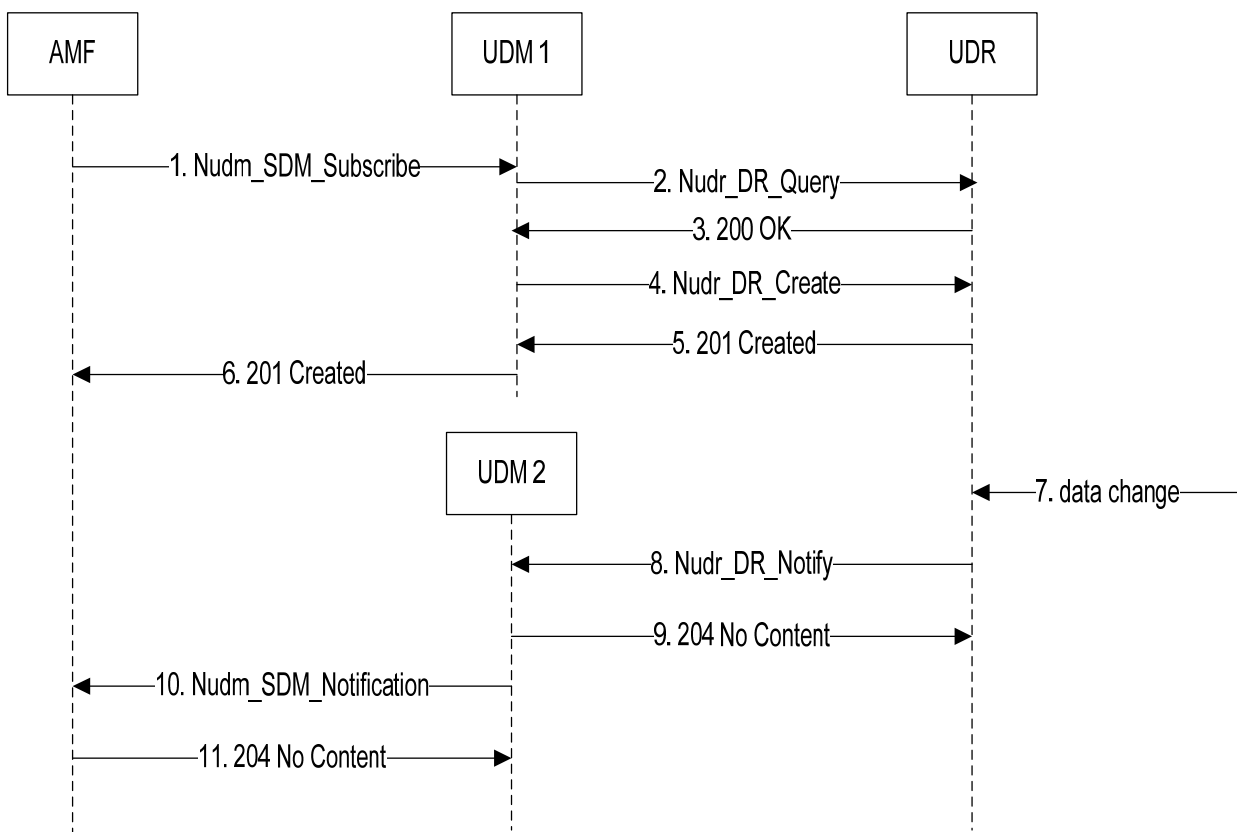 AMF
UDM 1
UDR
1. Nudm_SDM_Subscribe
2. Nudr_DR_Query
3. 200 OK
4. Nudr_DR_Create
5. 201 Created
6. 201 Created
UDM 2
7. data change
8. Nudr_DR_Notify
9. 204 No Content
10. Nudm_SDM_Notification
11. 204 No Content